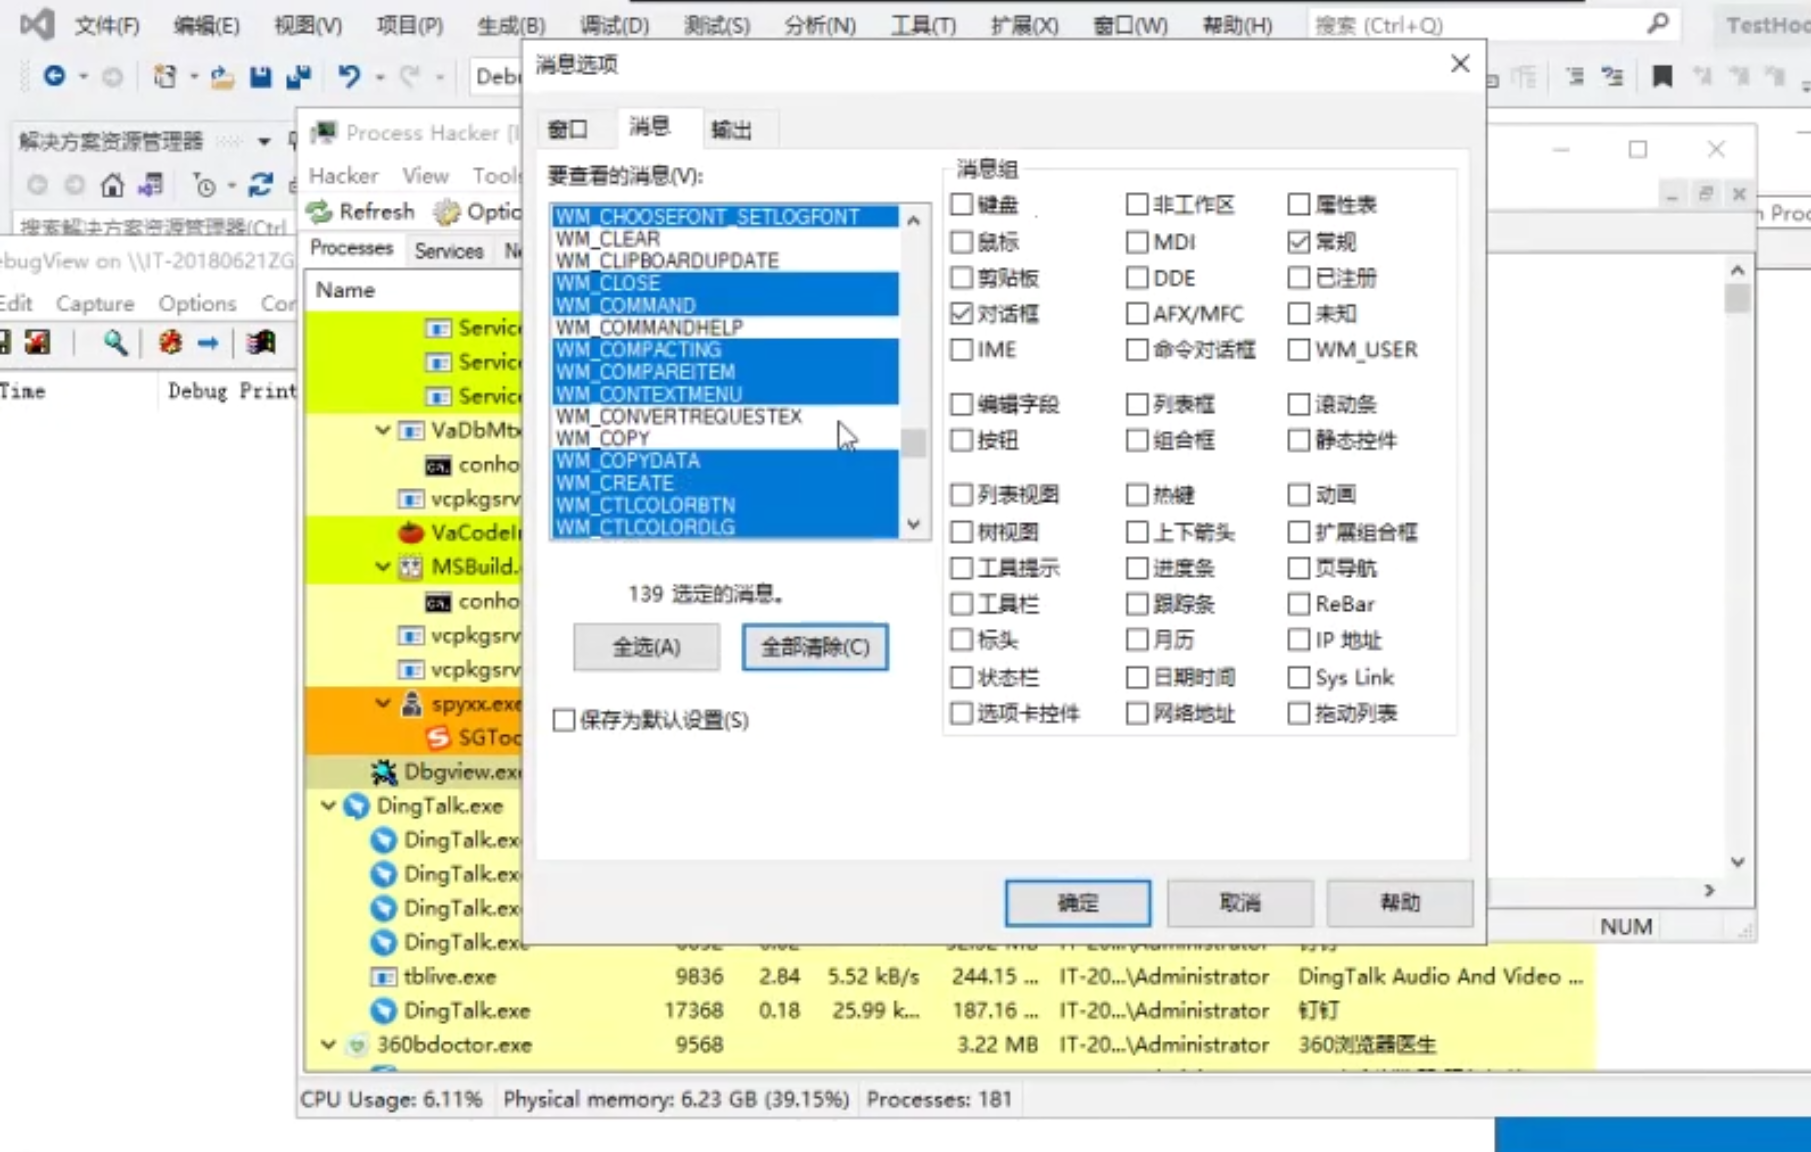 文件(F) 编辑(E) 视图(V) 项目(P) 生成(B) 调试(D) 测试(S) 分析(N) 工具(T) 扩展(X) 窗口(W) 帮助(H) 搜索 (Ctrl+Q)
解决方案资源管理器
搜索解决方案资源管理器(Ctrl
Edit Capture Options
Time Debug Print
Process Hacker
Hacker View Tools
Refresh
Processes Services
Name
VaDbMtx
conho
vcpkgsrv
MSBuild.
conho
vcpkgsrv
vcpkgsrv
spyxx.exe
Dbgview.exe
DingTalk.exe
DingTalk.exe
DingTalk.exe
DingTalk.exe
DingTalk.exe
tblive.exe 9836 2.84 5.52 kB/s 244.15 ... IT-20...\Administrator DingTalk Audio And Video ...
DingTalk.exe 17368 0.18 25.99 k... 187.16 ... IT-20...\Administrator 钉钉
360bdoctor.exe 9568 3.22 MB IT-20...\Administrator 360浏览器医生
CPU Usage: 6.11% Physical memory: 6.23 GB (39.15%) Processes: 181
消息选项
窗口 消息 输出
要查看的消息(V):
WM_CHOOSEFONT_SETLOGFONT
WM_CLEAR
WM_CLIPBOARDUPDATE
WM_CLOSE
WM_COMMAND
WM_COMMANDHELP
WM_COMPACTING
WM_COMPAREITEM
WM_CONTEXTMENU
WM_CONVERTREQUESTEX
WM_COPY
WM_COPYDATA
WM_CREATE
WM_CTLCOLORBTN
WM_CTLCOLORDLG
139 选定的消息。
全选(A) 全部清除(C)
保存为默认设置(S)
消息组
键盘 非工作区 属性表
鼠标 MDI 常规
剪贴板 DDE 已注册
对话框 AFX/MFC 未知
IME 命令对话框 WM_USER
编辑字段 列表框 滚动条
按钮 组合框 静态控件
列表视图 热键 动画
树视图 上下箭头 扩展组合框
工具提示 进度条 页导航
工具栏 跟踪条 ReBar
标头 月历 IP 地址
状态栏 日期时间 Sys Link
选项卡控件 网络地址 拖动列表
确定 取消 帮助
NUM